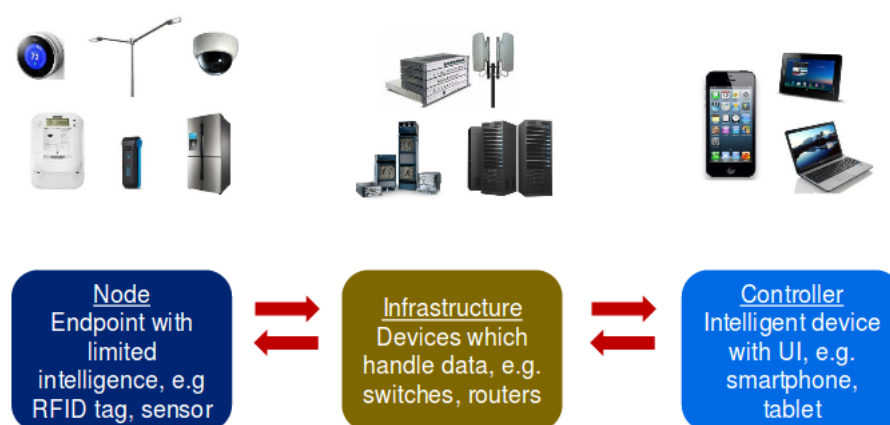 Node
Endpoint with
limited
intelligence, e.g
RFID tag, sensor
Infrastructure
Devices which
handle data, e.g.
switches, routers
Controller
Intelligent device
with UI, e.g.
smartphone,
tablet